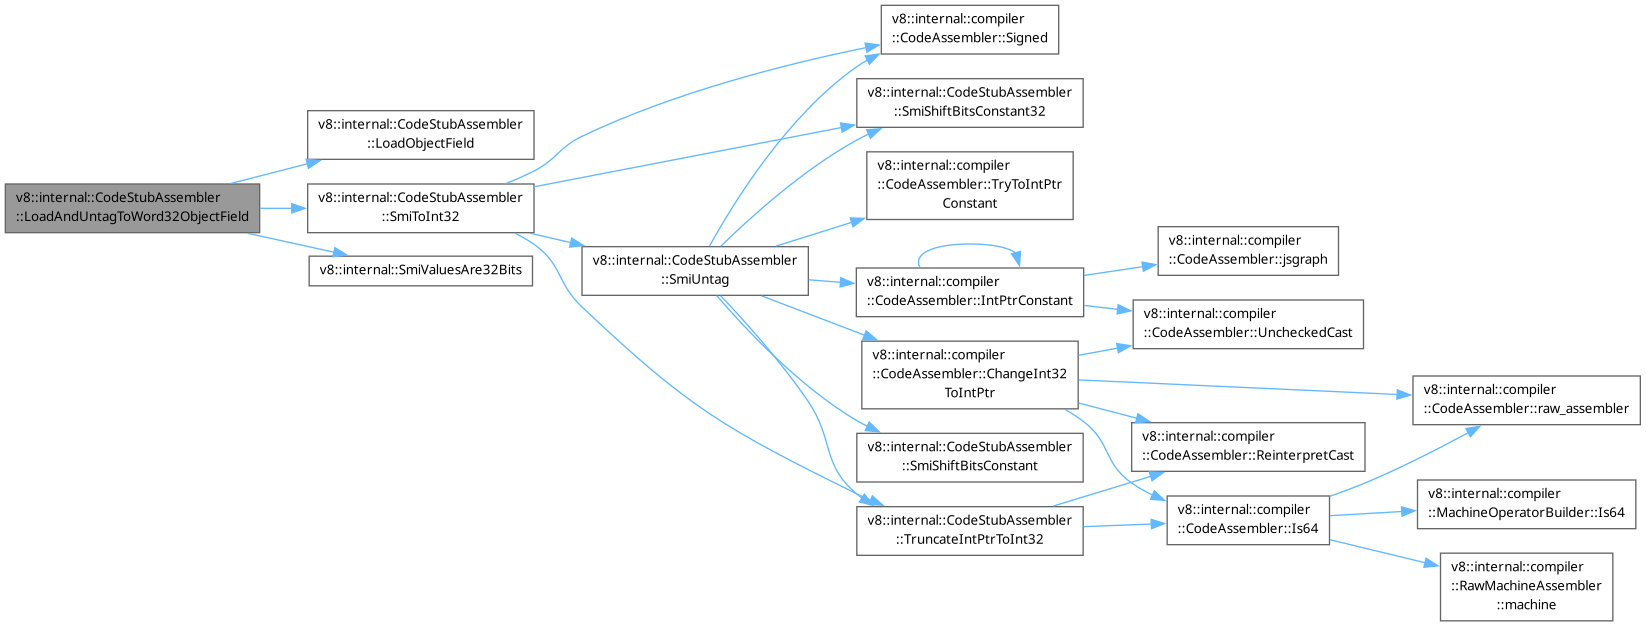 v8::internal::CodeStubAssembler
::LoadAndUntagToWord32ObjectField
v8::internal::CodeStubAssembler
::LoadObjectField
v8::internal::CodeStubAssembler
::SmiToInt32
v8::internal::SmiValuesAre32Bits
v8::internal::CodeStubAssembler
::SmiUntag
v8::internal::compiler
::CodeAssembler::Signed
v8::internal::CodeStubAssembler
::SmiShiftBitsConstant32
v8::internal::compiler
::CodeAssembler::TryToIntPtr
Constant
v8::internal::compiler
::CodeAssembler::IntPtrConstant
v8::internal::compiler
::CodeAssembler::ChangeInt32
ToIntPtr
v8::internal::CodeStubAssembler
::SmiShiftBitsConstant
v8::internal::CodeStubAssembler
::TruncateIntPtrToInt32
v8::internal::compiler
::CodeAssembler::jsgraph
v8::internal::compiler
::CodeAssembler::UncheckedCast
v8::internal::compiler
::CodeAssembler::ReinterpretCast
v8::internal::compiler
::CodeAssembler::Is64
v8::internal::compiler
::CodeAssembler::raw_assembler
v8::internal::compiler
::MachineOperatorBuilder::Is64
v8::internal::compiler
::RawMachineAssembler
::machine